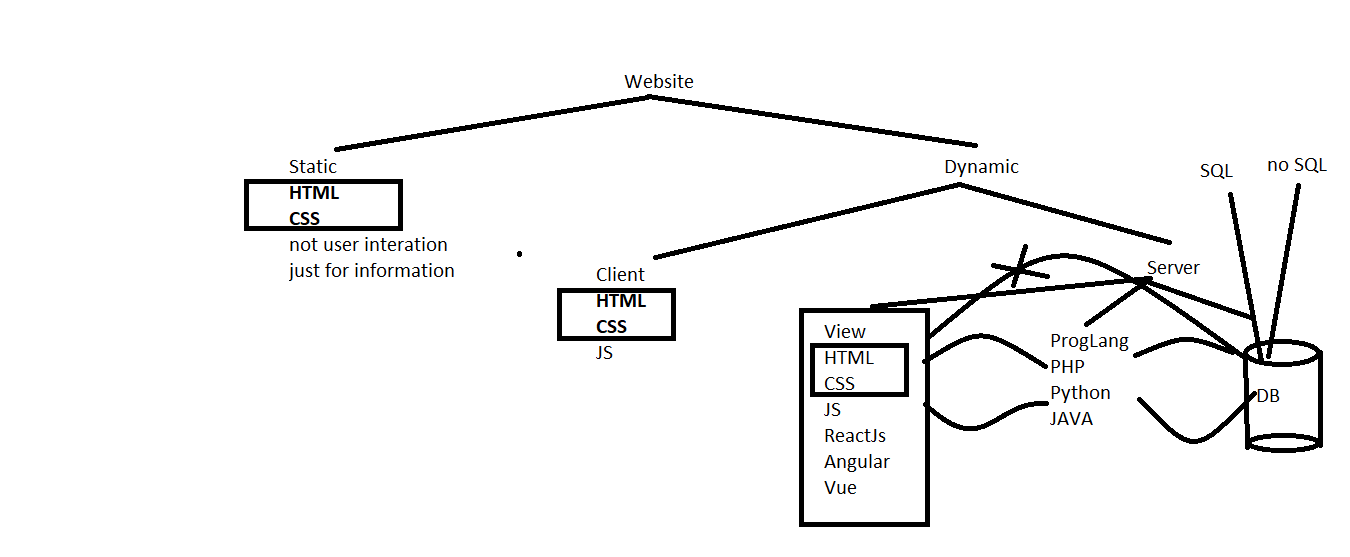 Website
Static
HTML
CSS
not user interation
just for information
Dynamic
Client
HTML
CSS
JS
Server
View
HTML
CSS
JS
ReactJs
Angular
Vue
ProgLang
PHP
Python
JAVA
SQL
no SQL
DB